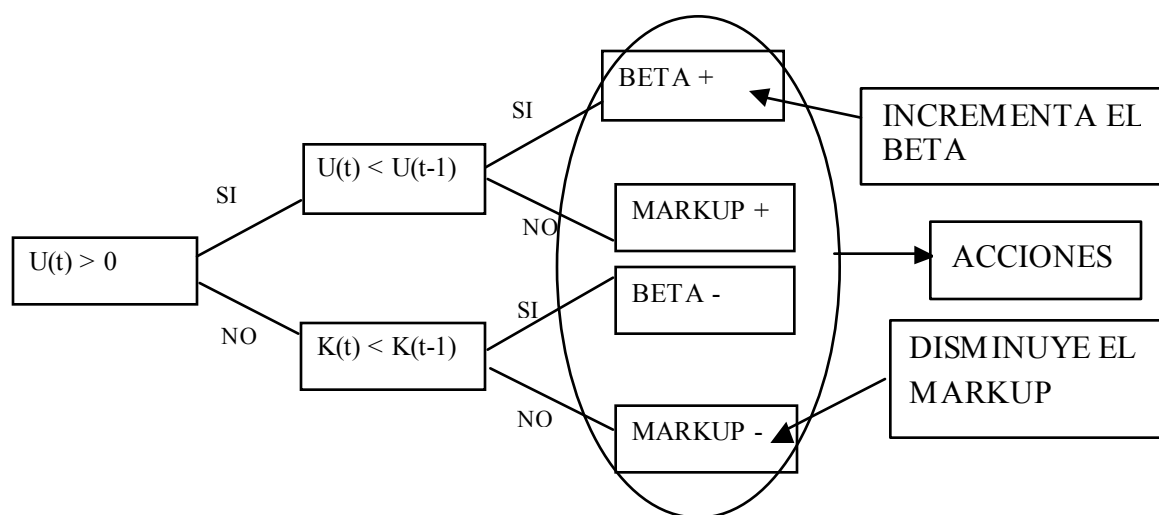 BETA +
SI
INCREMENTA EL
BETA
U(t) < U(t-1)
SI
MARKUP +
NO
U(t) > 0
ACCIONES
BETA -
SI
NO
K(t) < K(t-1)
DISMINUYE EL
MARKUP
NO
MARKUP -